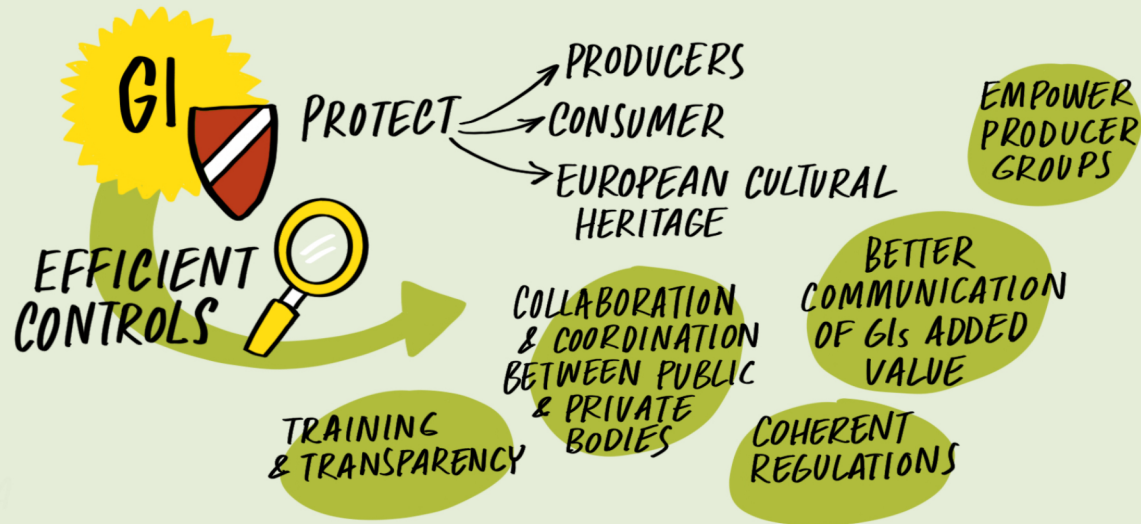 GI
PROTECT
PRODUCERS
CONSUMER
EUROPEAN CULTURAL
HERITAGE
EFFICIENT
CONTROLS
EMPOWER
PRODUCER
GROUPS
BETTER
COMMUNICATION
OF GIs ADDED
VALUE
COLLABORATION
& COORDINATION
BETWEEN PUBLIC
& PRIVATE
BODIES
TRAINING
& TRANSPARENCY
COHERENT
REGULATIONS